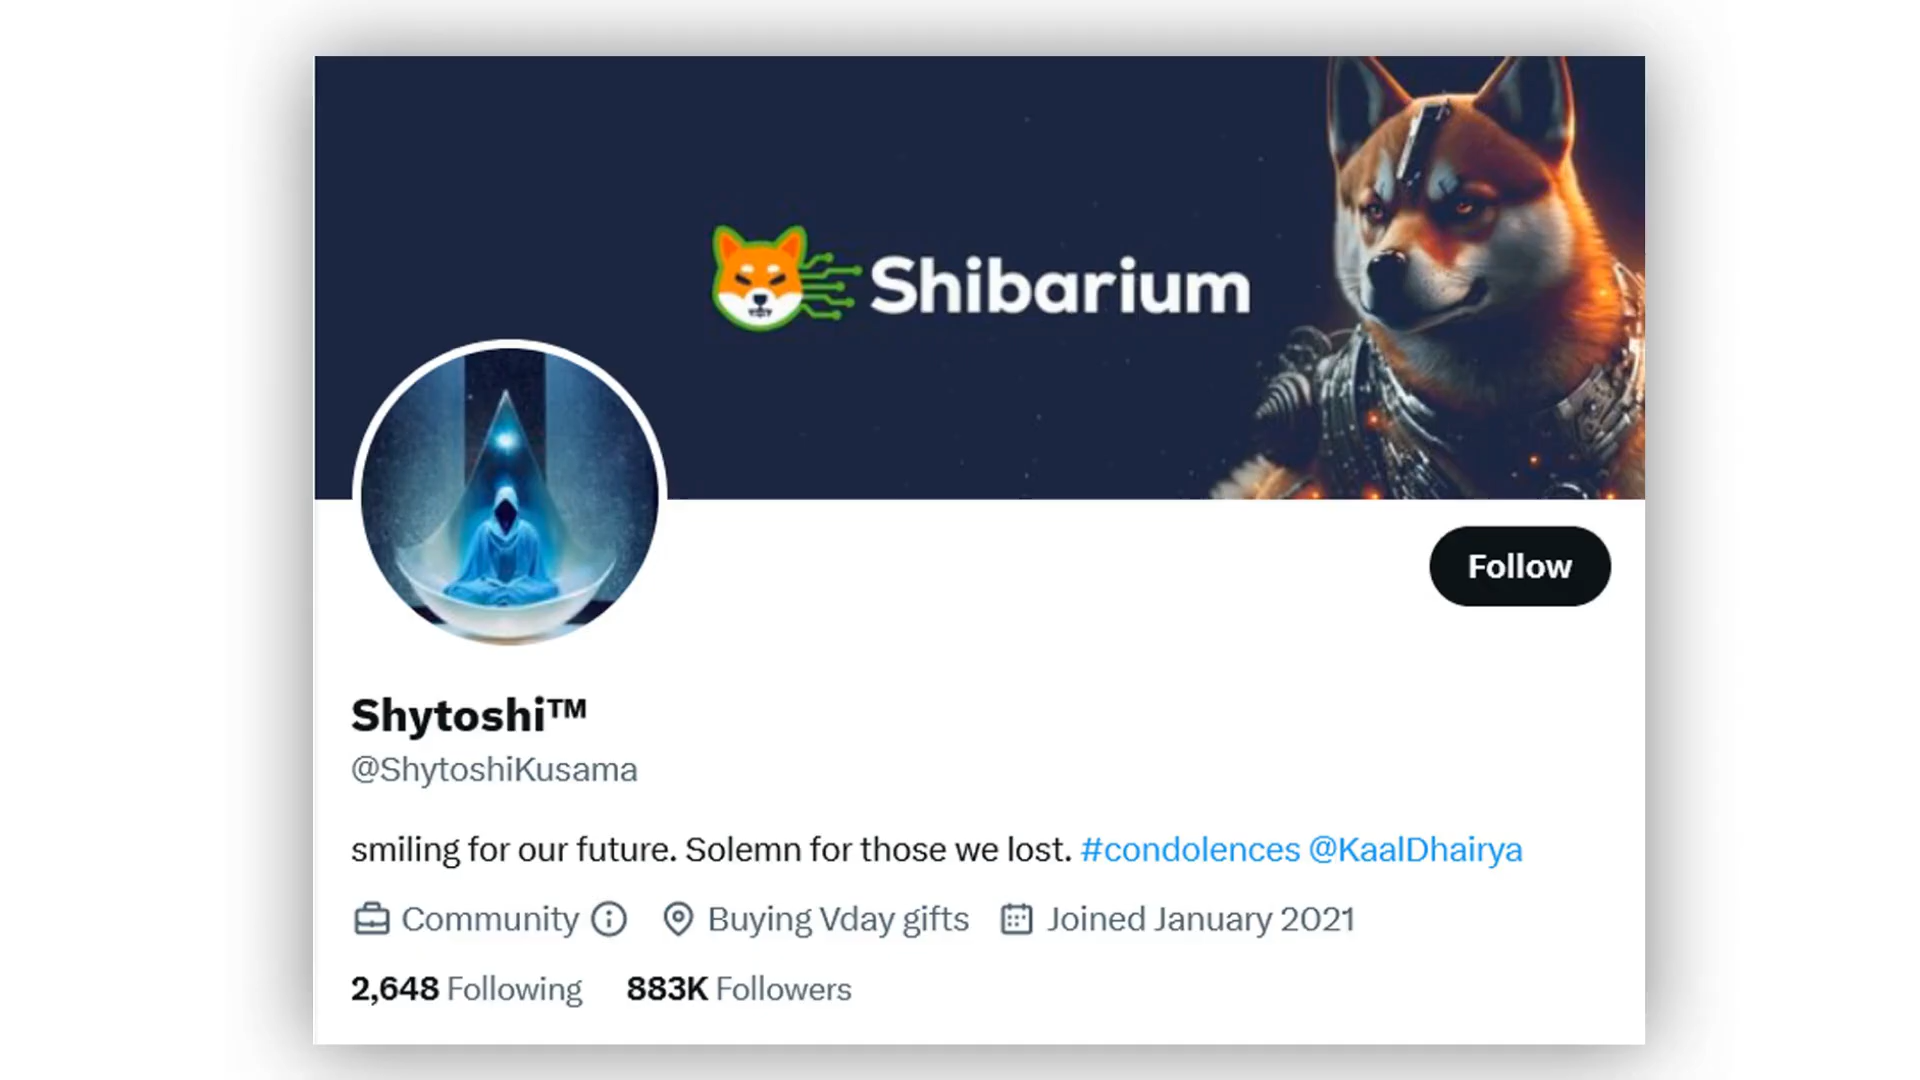 Shibarium
Follow
Shytoshi™
@ShytoshiKusama
smiling for our future. Solemn for those we lost. #condolences @KaalDhairya
Community Buying Vday gifts Joined January 2021
2,648 Following 883K Followers